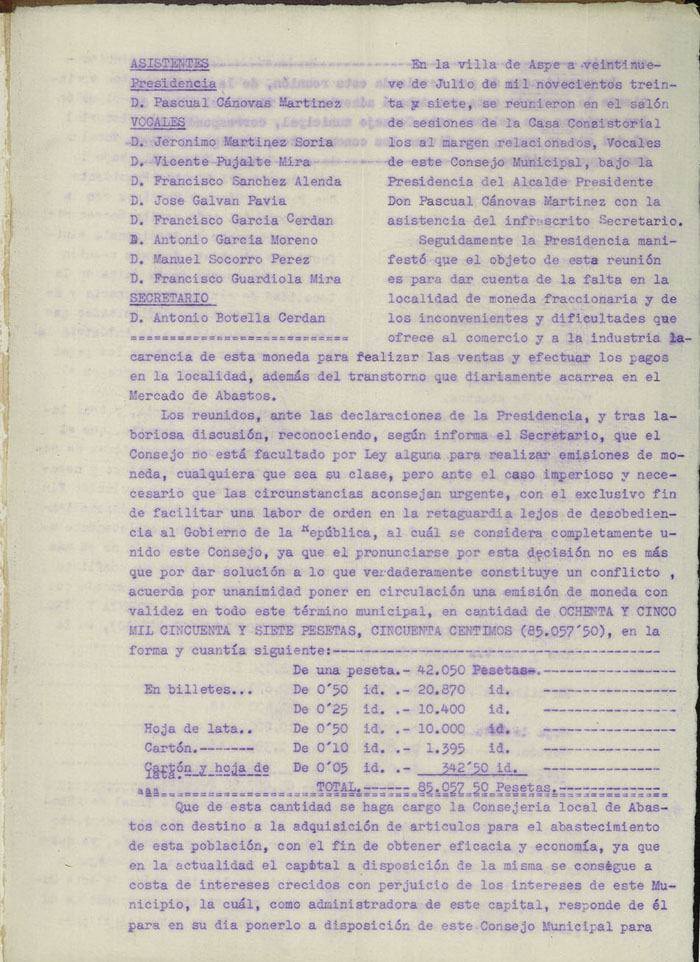 ASISTENTES
Presidencia
D. Pascual Cánovas Martinez
VOCALES
D. Jeronimo Martinez Soria
D. Vicente Pujalte Mira
D. Francisco Sanchez Alenda
D. Jose Galvan Pavia
D. Francisco Garcia Cerdan
D. Antonio Garcia Moreno
D. Manuel Socorro Perez
D. Francisco Guardiola Mira
SECRETARIO
D. Antonio Botella Cerdan
============================
En la villa de Aspe a veintinue-
ve de Julio de mil novecientos trein-
ta y siete, se reunieron en el salón
de sesiones de la Casa Consistorial
los al margen relacionados, Vocales
de este Consejo Municipal, bajo la
Presidencia del Alcalde Presidente
Don Pascual Cánovas Martinez con la
asistencia del infrascrito Secretario.
Seguidamente la Presidencia mani-
festó que el objeto de esta reunión
es para dar cuenta de la falta en la
localidad de moneda fraccionaria y de
los inconvenientes y dificultades que
ofrece al comercio y a la industria la-
carencia de esta moneda para realizar las ventas y efectuar los pagos
en la localidad, además del transtorno que diariamente acarrea en el
Mercado de Abastos.
Los reunidos, ante las declaraciones de la Presidencia, y tras la-
boriosa discusión, reconociendo, según informa el Secretario, que el
Consejo no está facultado por Ley alguna para realizar emisiones de mo-
neda, cualquiera que sea su clase, pero ante el caso imperioso y nece-
cesario que las circunstancias aconsejan urgente, con el exclusivo fin
de facilitar una labor de orden en la retaguardia lejos de desobedien-
cia al Gobierno de la República, al cuál se considera completamente u-
nido este Consejo, ya que el pronunciarse por esta decisión no es más
que por dar solución a lo que verdaderamente constituye un conflicto ,
acuerda por unanimidad poner en circulación una emisión de moneda con
validez en todo este término municipal, en cantidad de OCHENTA Y CINCO
MIL CINCUENTA Y SIETE PESETAS, CINCUENTA CENTIMOS (85.057´50), en la
forma y cuantía siguiente:----------------------------------------
De una peseta.- 42.050 Pesetas-.----------------
En billetes... De 0´50 id. .- 20.870 id. ----------------
De 0´25 id. .- 10.400 id. ----------------
Hoja de lata.. De 0´50 id. .- 10.000 id. ----------------
Cartón.------- De 0´10 id. .- 1.395 id. ----------------
Cartón y hoja de lata. De 0´05 id. .- 342´50 id. ----------------
TOTAL.------ 85.057 50 Pesetas.----------------
Que de esta cantidad se haga cargo la Consejeria local de Abas-
tos con destino a la adquisición de articulos para el abastecimiento
de esta población, con el fin de obtener eficacia y economía, ya que
en la actualidad el capital a disposición de la misma se consegue a
costa de intereses crecidos con perjuicio de los intereses de este Mu-
nicipio, la cuál, como administradora de este capital, responde de él
para en su dia ponerlo a disposición de este Consejo Municipal para